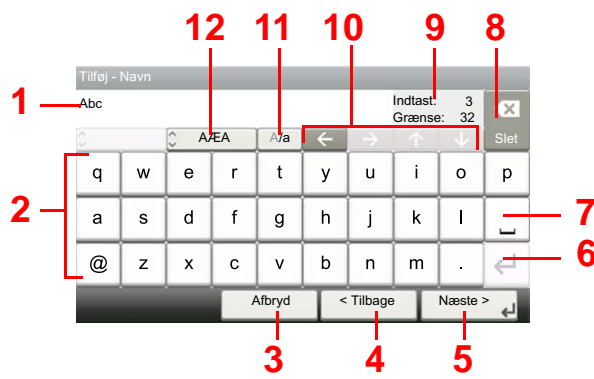 12 11 10 9 8
Tilføj - Navn
1 Abc Indtast: 3
Grænse: 32
AÆA A/a ← → ↑ ↓ Slet
q w e r t y u i o p
2 a s d f g h j k l 7
@ z x c v b n m . 6
Afbryd < Tilbage Næste >
3 4 5